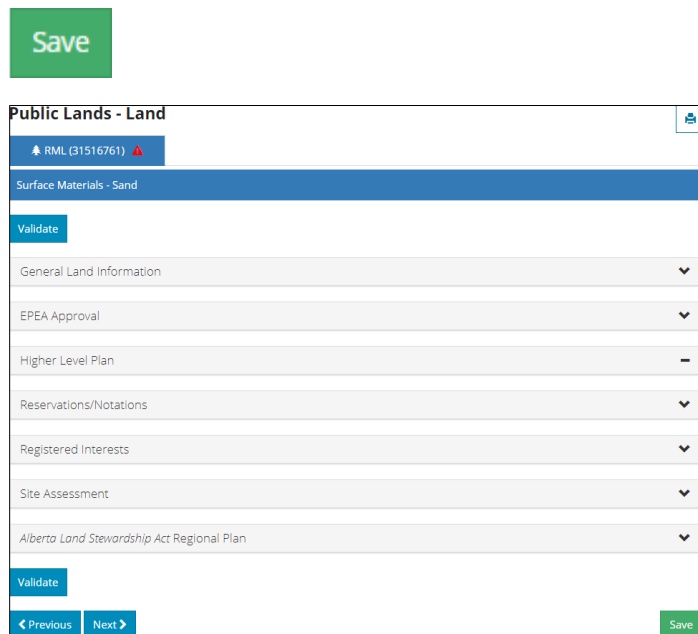 Save
Public Lands - Land
RML (31516761)
Surface Materials - Sand
Validate
General Land Information
EPEA Approval
Higher Level Plan
Reservations/Notations
Registered Interests
Site Assessment
Alberta Land Stewardship Act Regional Plan
Validate
Previous Next Save